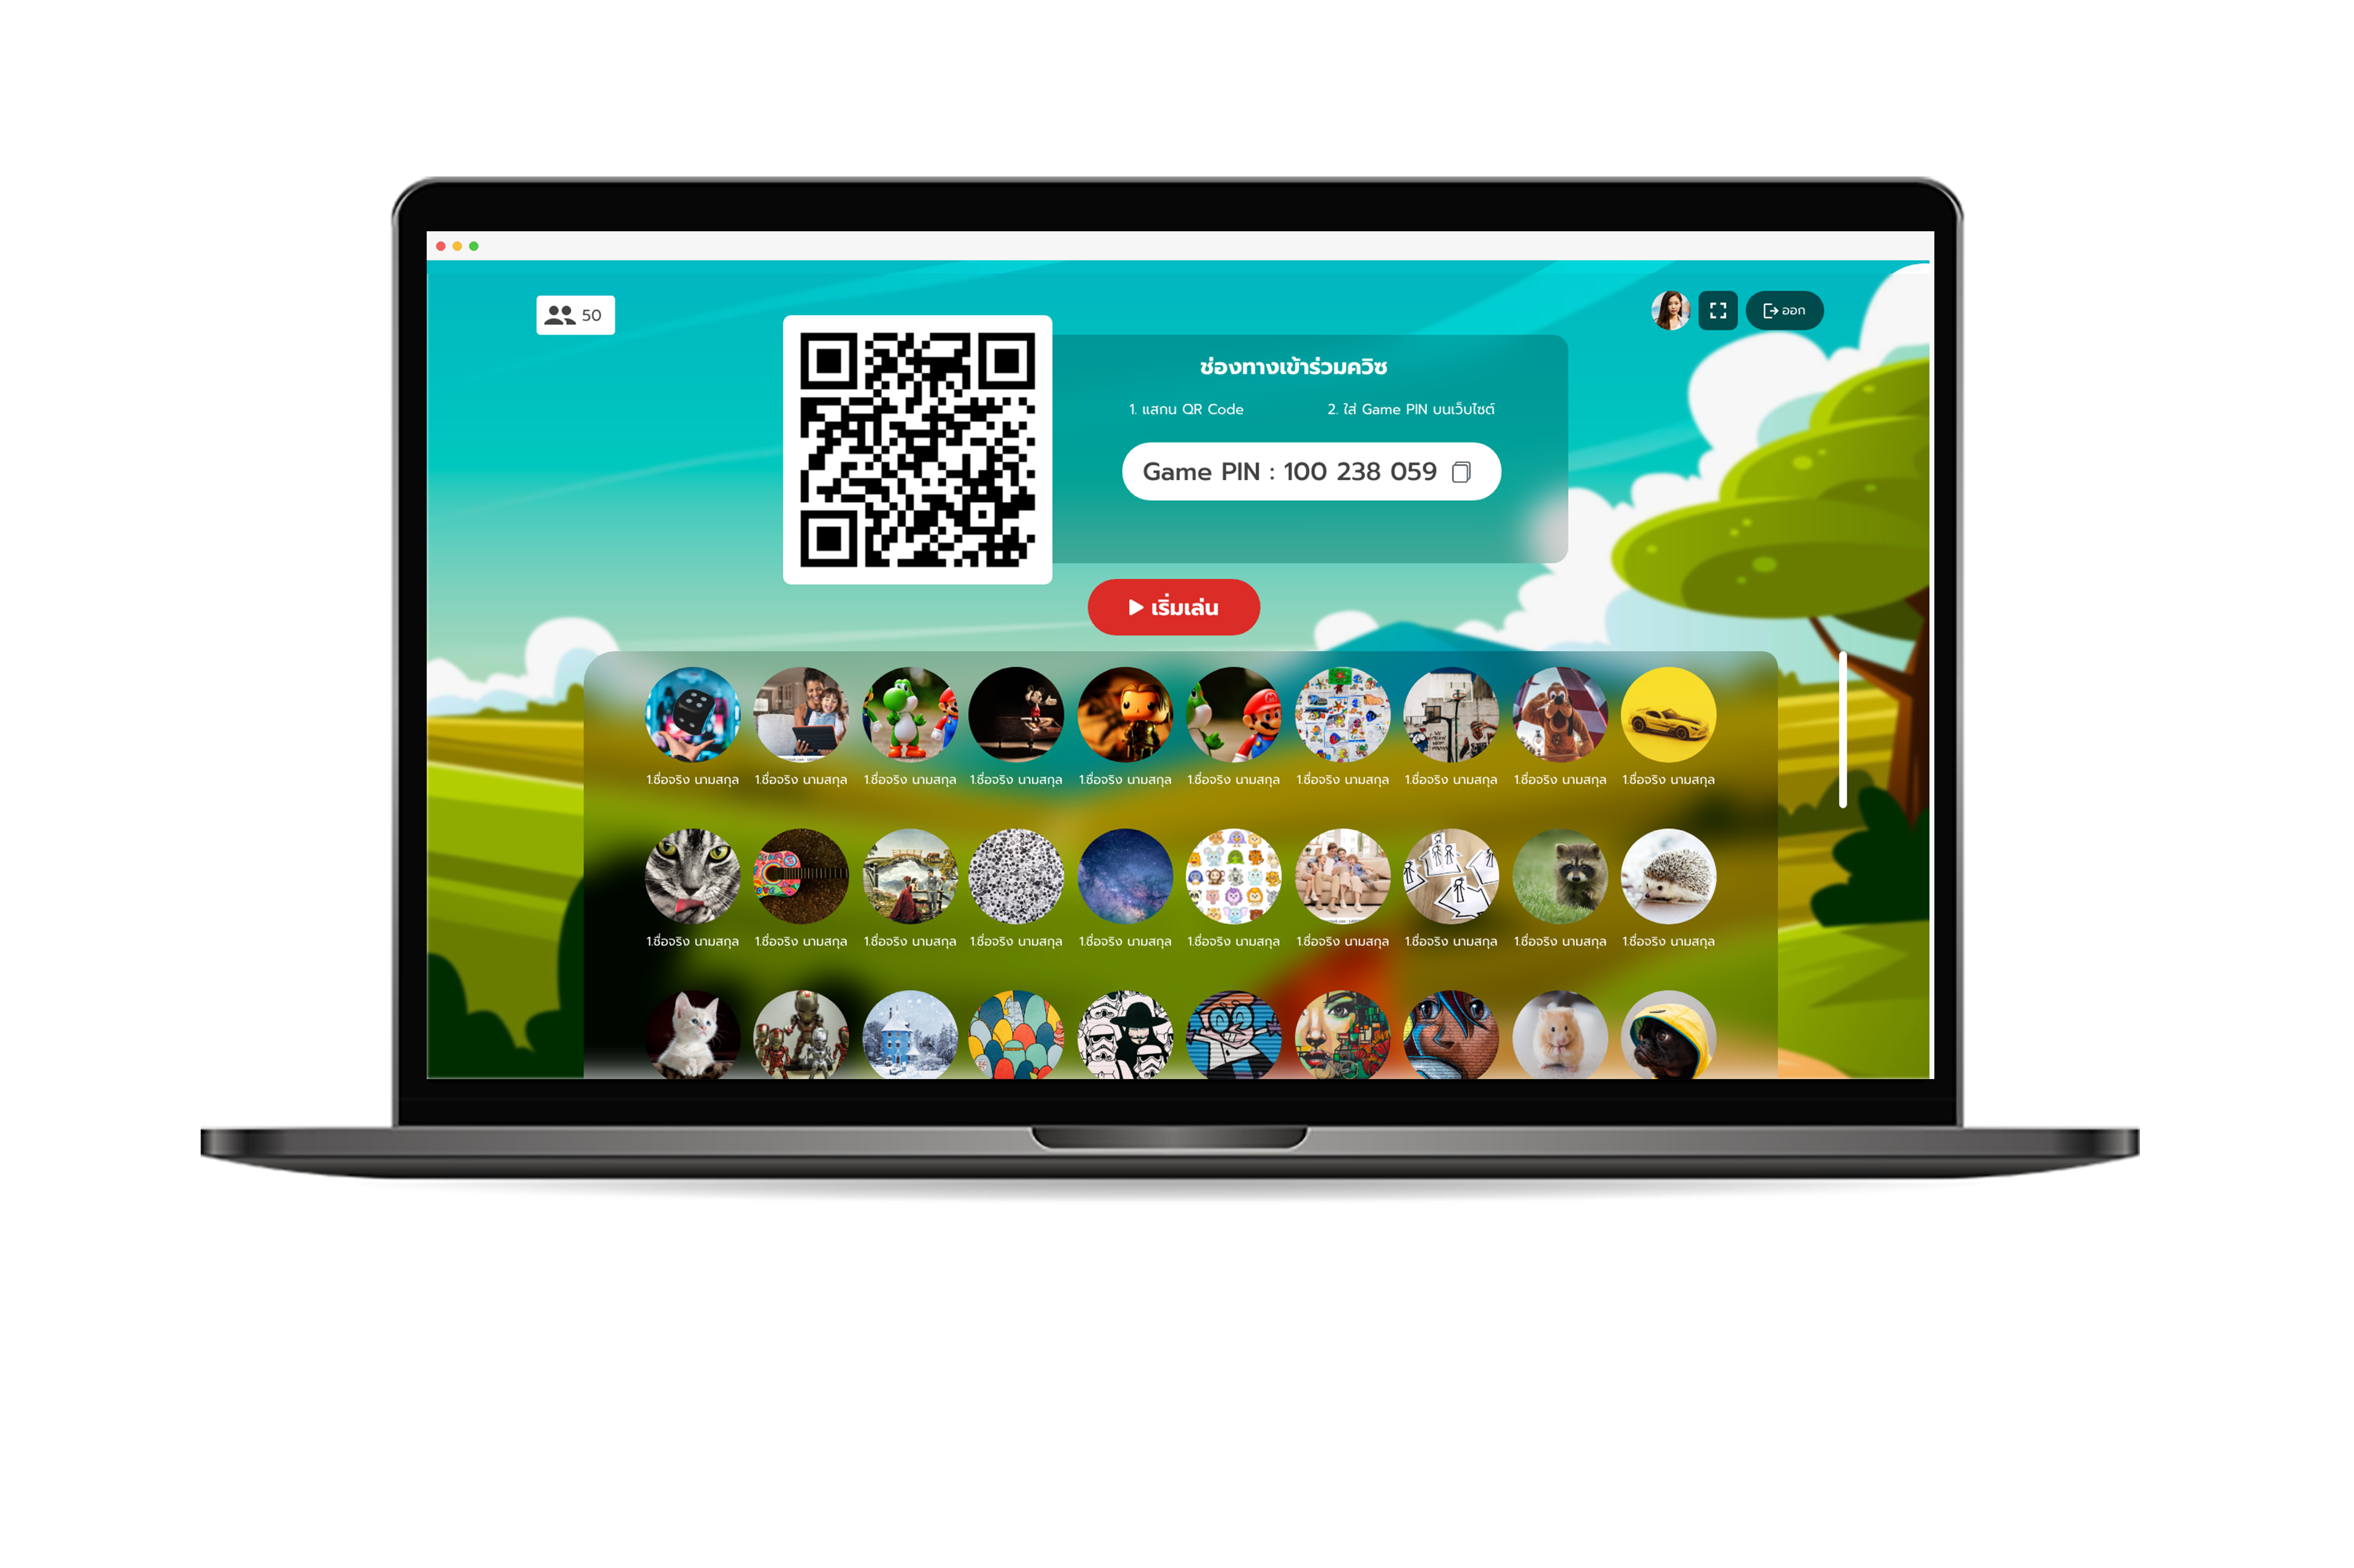 50
ออก
ช่องทางเข้าร่วมควิซ
1. แสกน QR Code
2. ใส่ Game PIN บนเว็บไซต์
Game PIN : 100 238 059
เริ่มเล่น
1.ชื่อจริง นามสกุล 1.ชื่อจริง นามสกุล 1.ชื่อจริง นามสกุล 1.ชื่อจริง นามสกุล 1.ชื่อจริง นามสกุล 1.ชื่อจริง นามสกุล 1.ชื่อจริง นามสกุล 1.ชื่อจริง นามสกุล 1.ชื่อจริง นามสกุล 1.ชื่อจริง นามสกุล
1.ชื่อจริง นามสกุล 1.ชื่อจริง นามสกุล 1.ชื่อจริง นามสกุล 1.ชื่อจริง นามสกุล 1.ชื่อจริง นามสกุล 1.ชื่อจริง นามสกุล 1.ชื่อจริง นามสกุล 1.ชื่อจริง นามสกุล 1.ชื่อจริง นามสกุล 1.ชื่อจริง นามสกุล